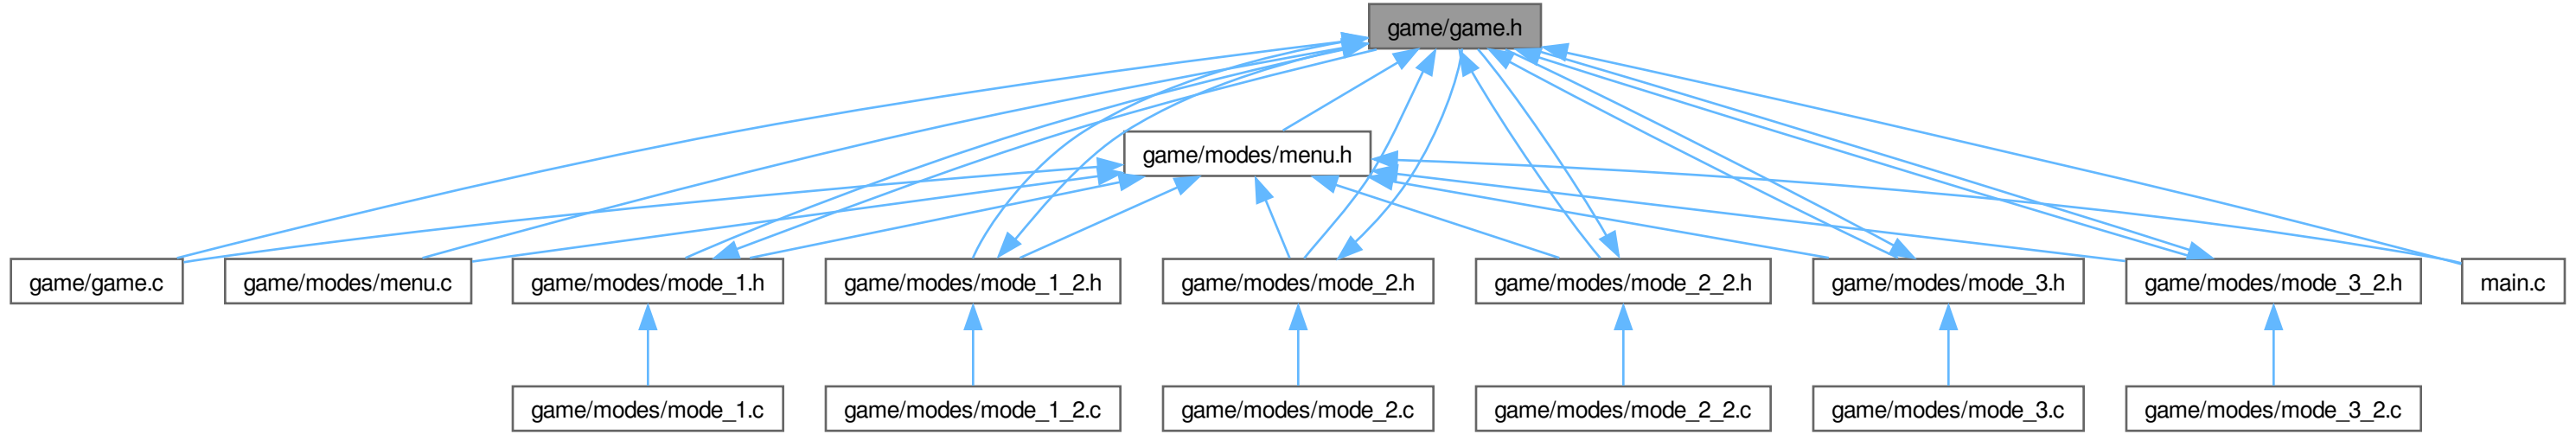 game/game.h
game/modes/menu.h
game/game.c
game/modes/menu.c
game/modes/mode_1.h
game/modes/mode_1_2.h
game/modes/mode_2.h
game/modes/mode_2_2.h
game/modes/mode_3.h
game/modes/mode_3_2.h
main.c
game/modes/mode_1.c
game/modes/mode_1_2.c
game/modes/mode_2.c
game/modes/mode_2_2.c
game/modes/mode_3.c
game/modes/mode_3_2.c